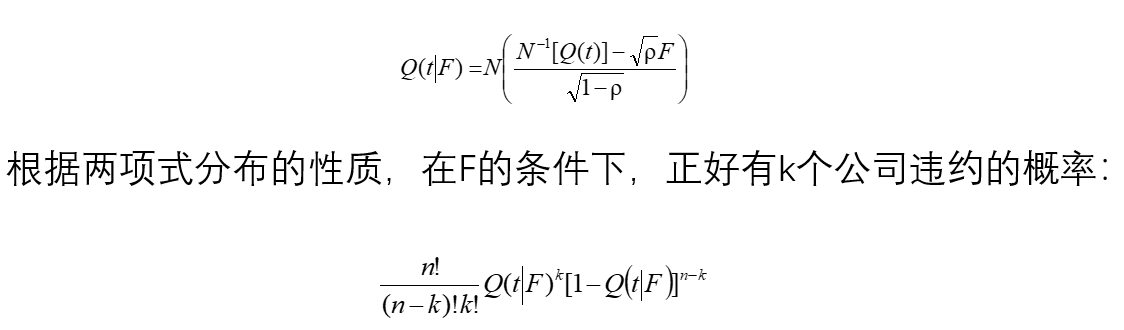 Q(t|F) = N( (N⁻¹[Q(t)] − √ρ F) / √(1−ρ) )
根据两项式分布的性质，在F的条件下，正好有k个公司违约的概率：
n! / ((n−k)!k!) Q(t|F)ᵏ[1−Q(t|F)]ⁿ⁻ᵏ